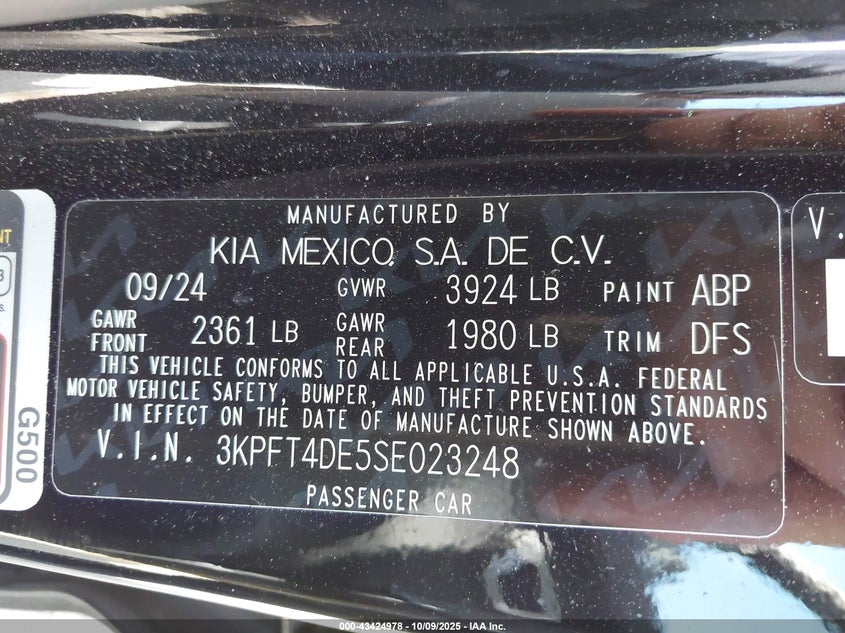 MANUFACTURED BY
KIA MEXICO, S.A. DE C.V.
09/24 GVWR 3924 LB PAINT ABP
GAWR FRONT 2361 LB GAWR REAR 1980 LB TRIM DFS
THIS VEHICLE CONFORMS TO ALL APPLICABLE U.S.A. FEDERAL
MOTOR VEHICLE SAFETY, BUMPER, AND THEFT PREVENTION STANDARDS
IN EFFECT ON THE DATE OF MANUFACTURE SHOWN ABOVE.
V.I.N. 3KPFT4DE5SE023248
PASSENGER CAR
G500
V.
000-43424978 - 10/09/2025 - IAA Inc.